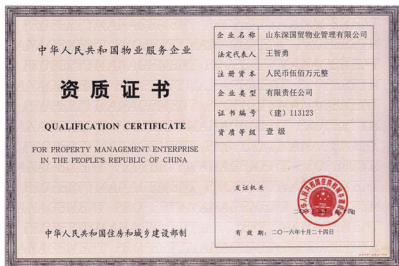 中华人民共和国物业服务企业
资质证书
QUALIFICATION CERTIFICATE
FOR PROPERTY MANAGEMENT ENTERPRISE
IN THE PEOPLE'S REPUBLIC OF CHINA
中华人民共和国住房和城乡建设部制
企业名称 山东深国贸物业管理有限公司
法定代表人 王智勇
注册资本 人民币伍佰万元整
企业类型 有限责任公司
证书编号 （建）113123
资质等级 壹级
发证机关
有效期：二〇一六年十月二十四日